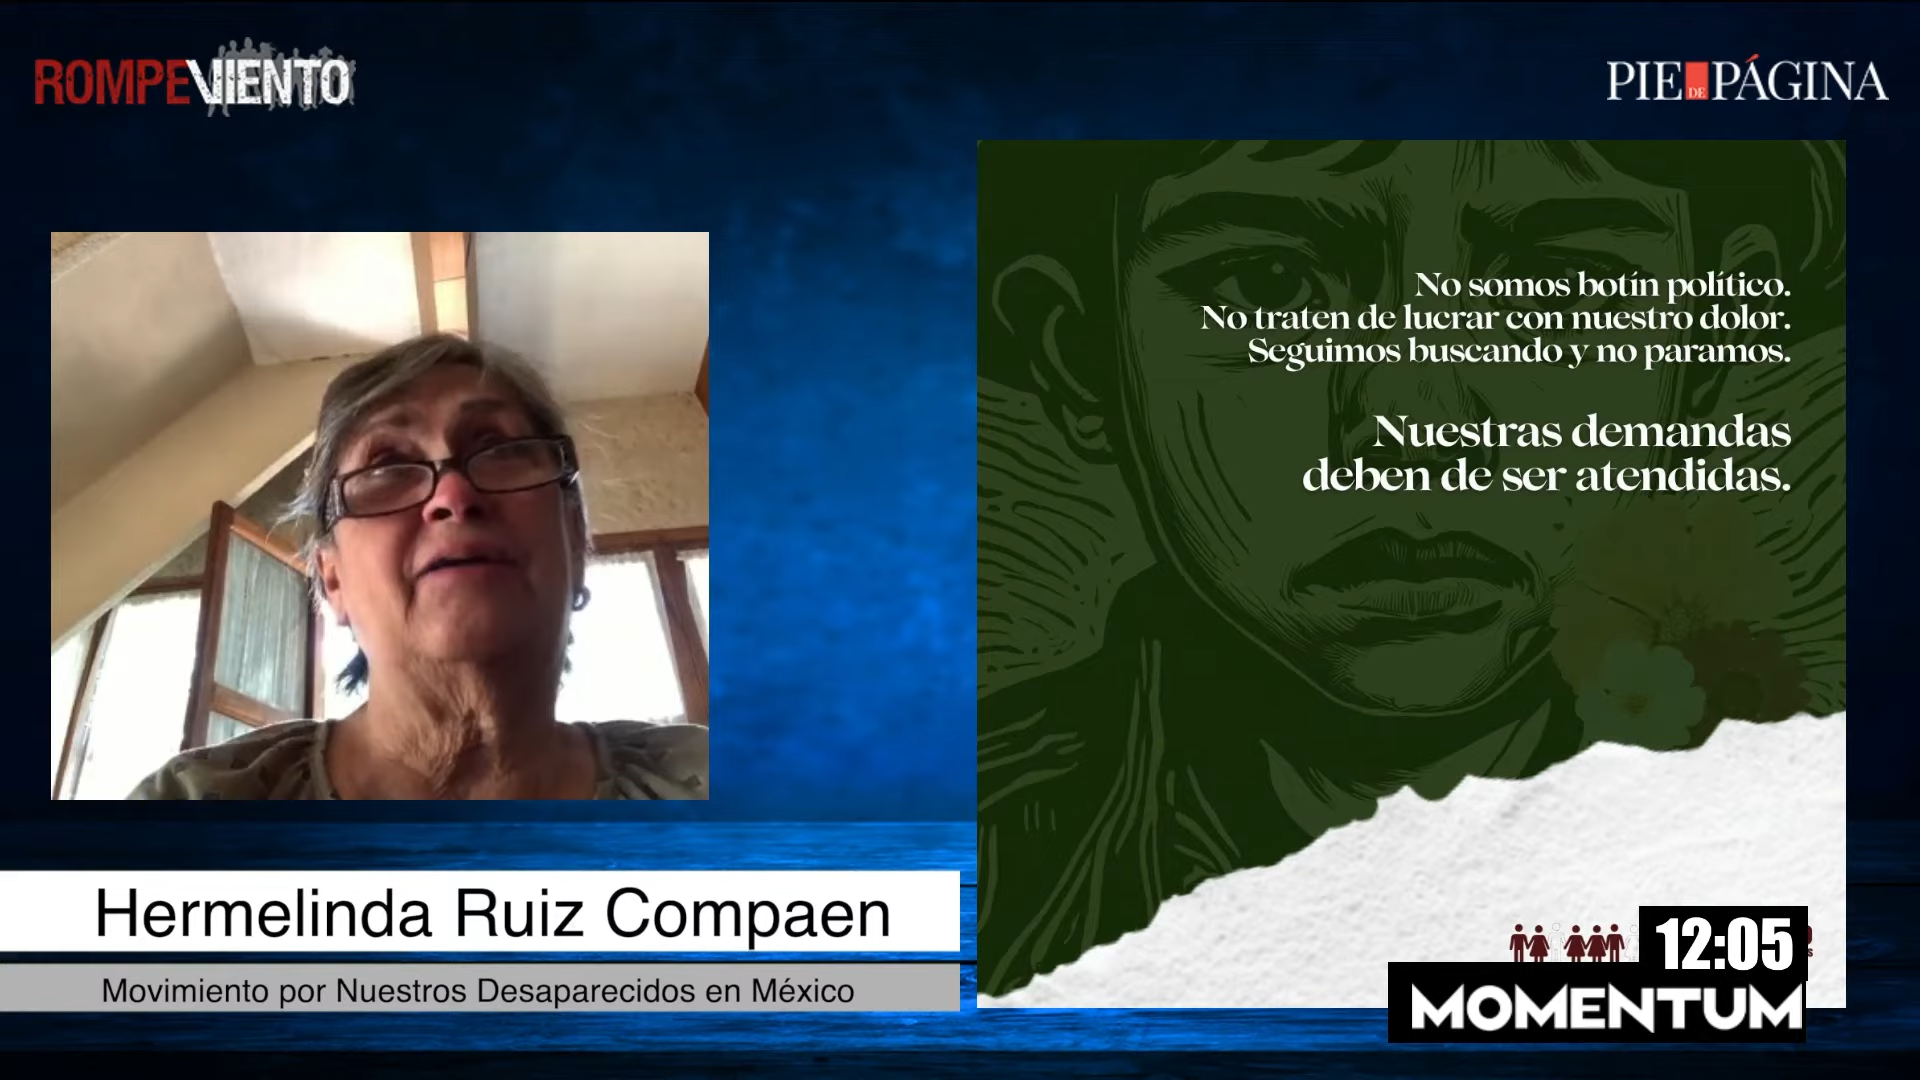 ROMPEVIENTO
PIE DE PÁGINA
No somos botín político.
No traten de lucrar con nuestro dolor.
Seguimos buscando y no paramos.
Nuestras demandas
deben de ser atendidas.
Hermelinda Ruiz Compaen
Movimiento por Nuestros Desaparecidos en México
12:05
MOMENTUM